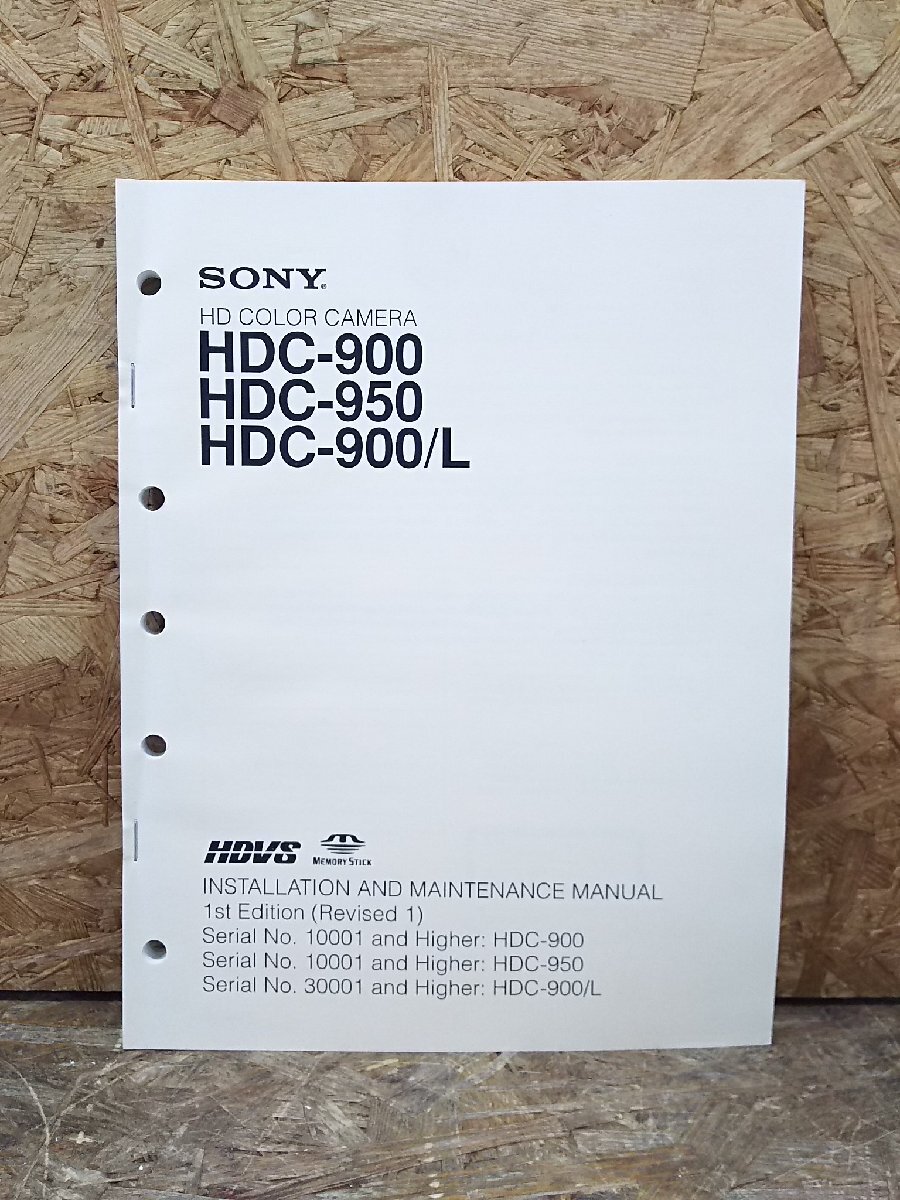 SONY®
HD COLOR CAMERA
HDC-900
HDC-950
HDC-900/L
HDVS MEMORY STICK
INSTALLATION AND MAINTENANCE MANUAL
1st Edition (Revised 1)
Serial No. 10001 and Higher: HDC-900
Serial No. 10001 and Higher: HDC-950
Serial No. 30001 and Higher: HDC-900/L